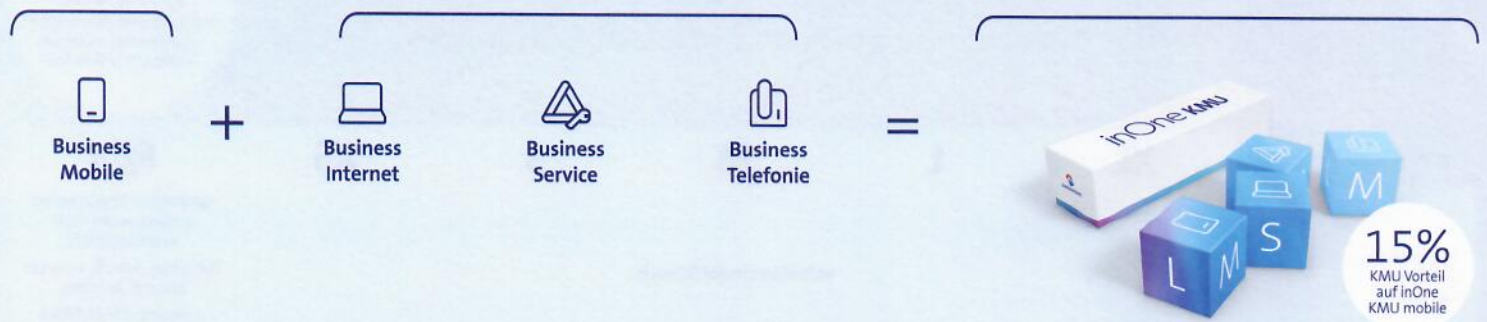 Business
Mobile
+
Business
Internet
Business
Service
Business
Telefonie
=
inOne KMU
M
S
L M
15%
KMU Vorteil
auf inOne
KMU mobile